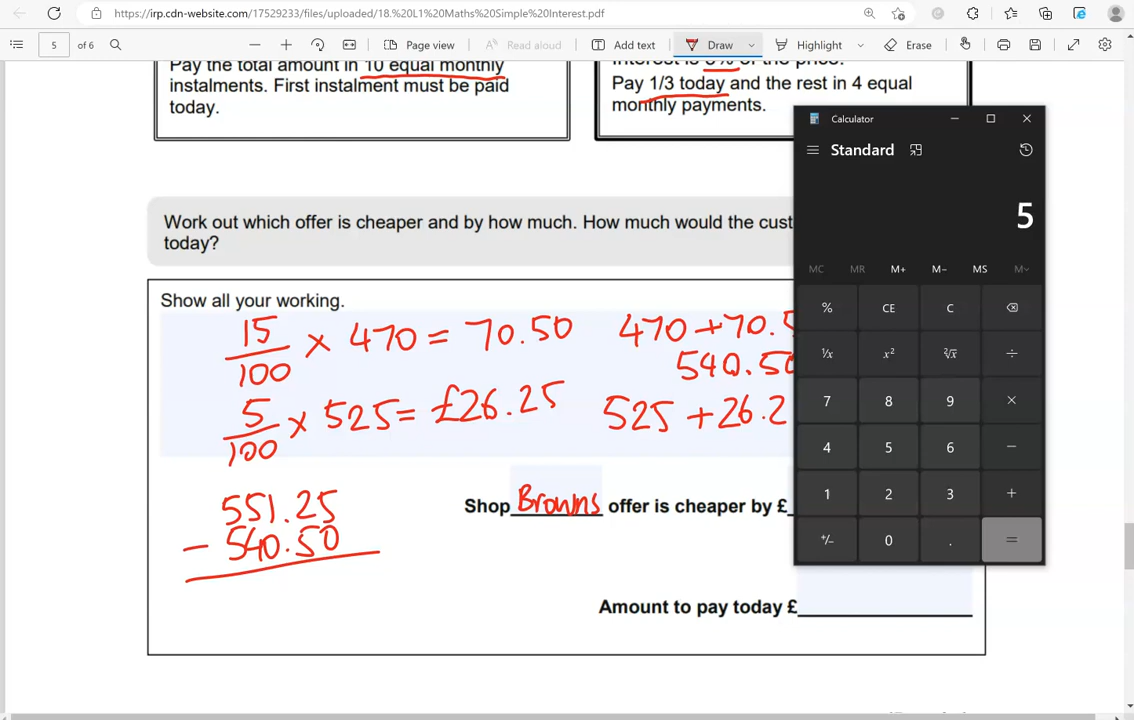 https://irp.cdn-website.com/17529233/files/uploaded/18.%20L1%20Maths%20Simple%20Interest.pdf
5 of 6 Page view Read aloud Add text Draw Highlight Erase
Pay the total amount in 10 equal monthly
instalments. First instalment must be paid
today.
Interest is 5% of the price.
Pay 1/3 today and the rest in 4 equal
monthly payments.
Calculator
Standard
5
MC MR M+ M− MS M˅
% CE C
¹/x x² ²√x ÷
7 8 9 ×
4 5 6 −
1 2 3 +
+/− 0 . =
Work out which offer is cheaper and by how much. How much would the cust
today?
Show all your working.
15/100 × 470 = 70.50 470 + 70.5
540.50
5/100 × 525 = £26.25 525 + 26.2
551.25
− 540.50
Shop Browns offer is cheaper by £
Amount to pay today £